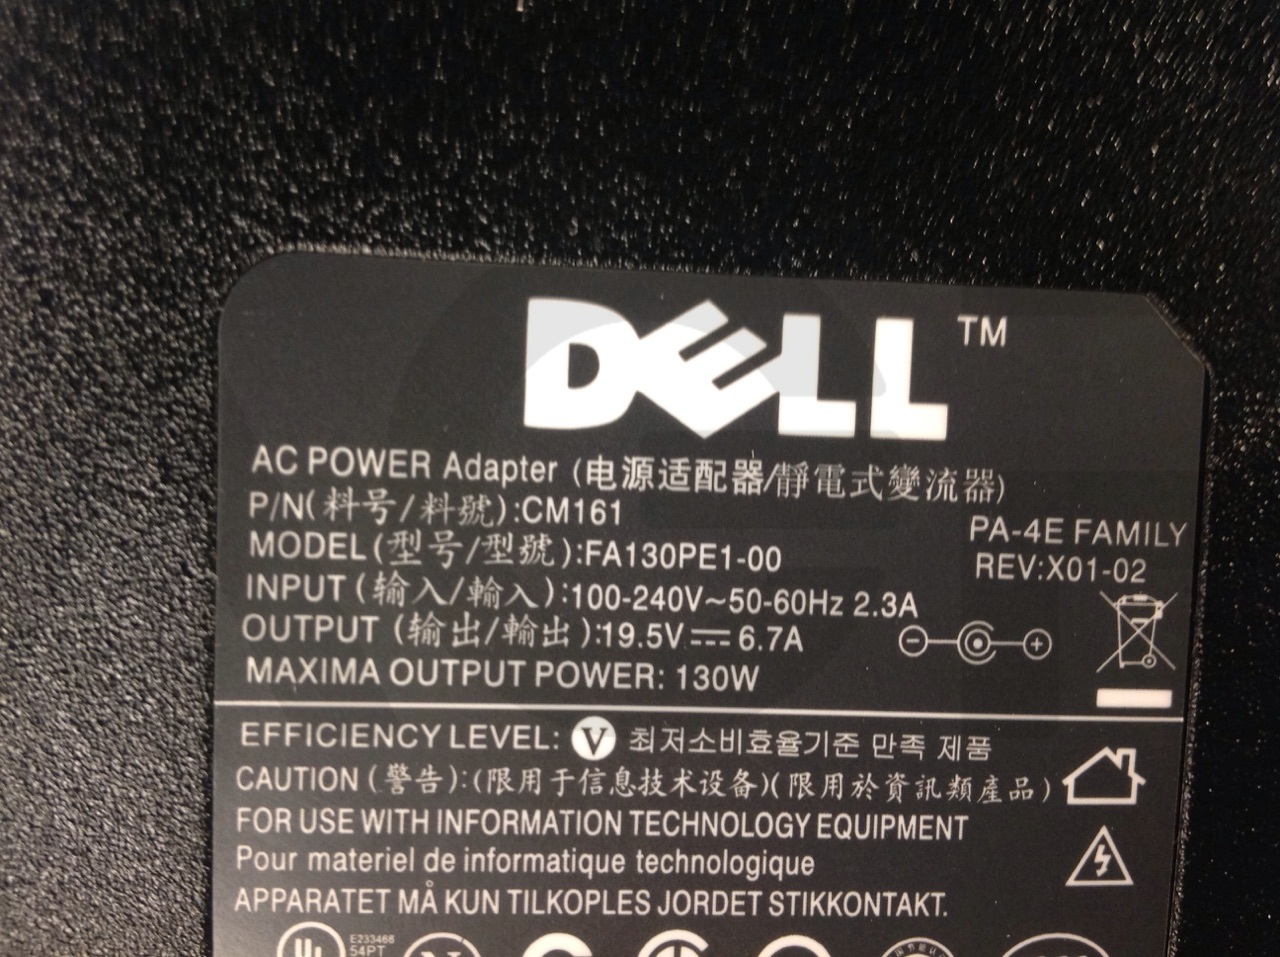 DELL™
AC POWER Adapter (电源适配器/靜電式變流器)
P/N(料号/料號):CM161
MODEL(型号/型號):FA130PE1-00
PA-4E FAMILY
REV:X01-02
INPUT (输入/輸入):100-240V~50-60Hz 2.3A
OUTPUT (输出/輸出):19.5V⎓6.7A
MAXIMA OUTPUT POWER: 130W
EFFICIENCY LEVEL: V 최저소비효율기준 만족 제품
CAUTION (警告):(限用于信息技术设备)(限用於資訊類產品)
FOR USE WITH INFORMATION TECHNOLOGY EQUIPMENT
Pour materiel de informatique technologique
APPARATET MÅ KUN TILKOPLES JORDET STIKKONTAKT.
E233466
54PT